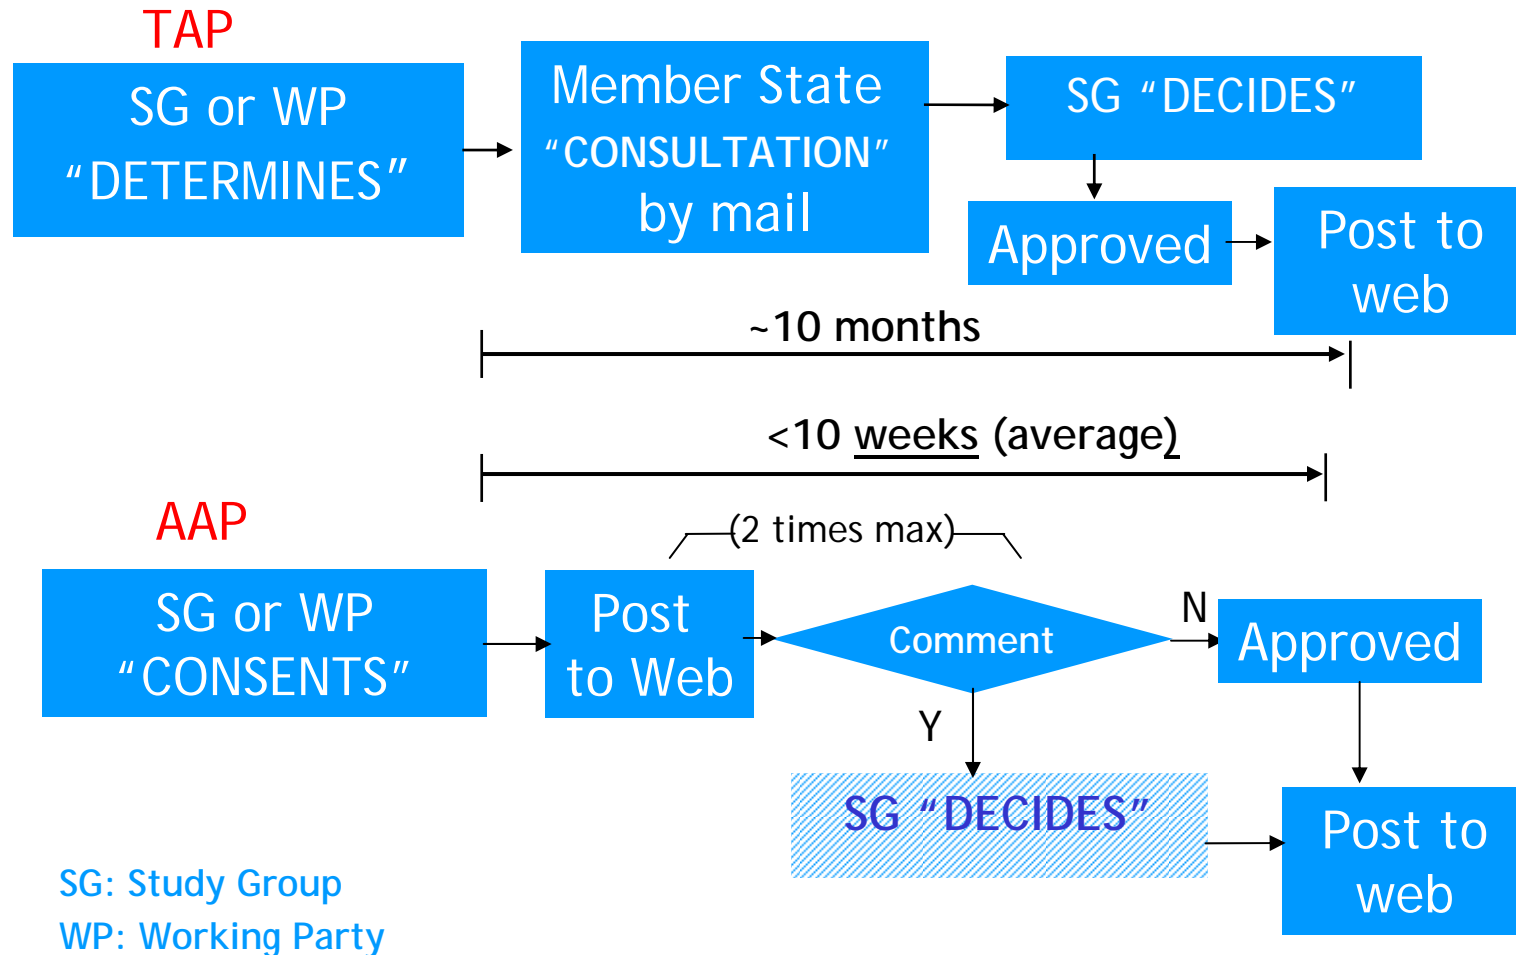 TAP
SG or WP
“DETERMINES”
Member State
“CONSULTATION”
by mail
SG “DECIDES”
Approved
Post to
web
~10 months
<10 weeks (average)
AAP
(2 times max)
SG or WP
“CONSENTS”
Post
to Web
Comment
N
Approved
Y
SG “DECIDES”
Post to
web
SG: Study Group
WP: Working Party